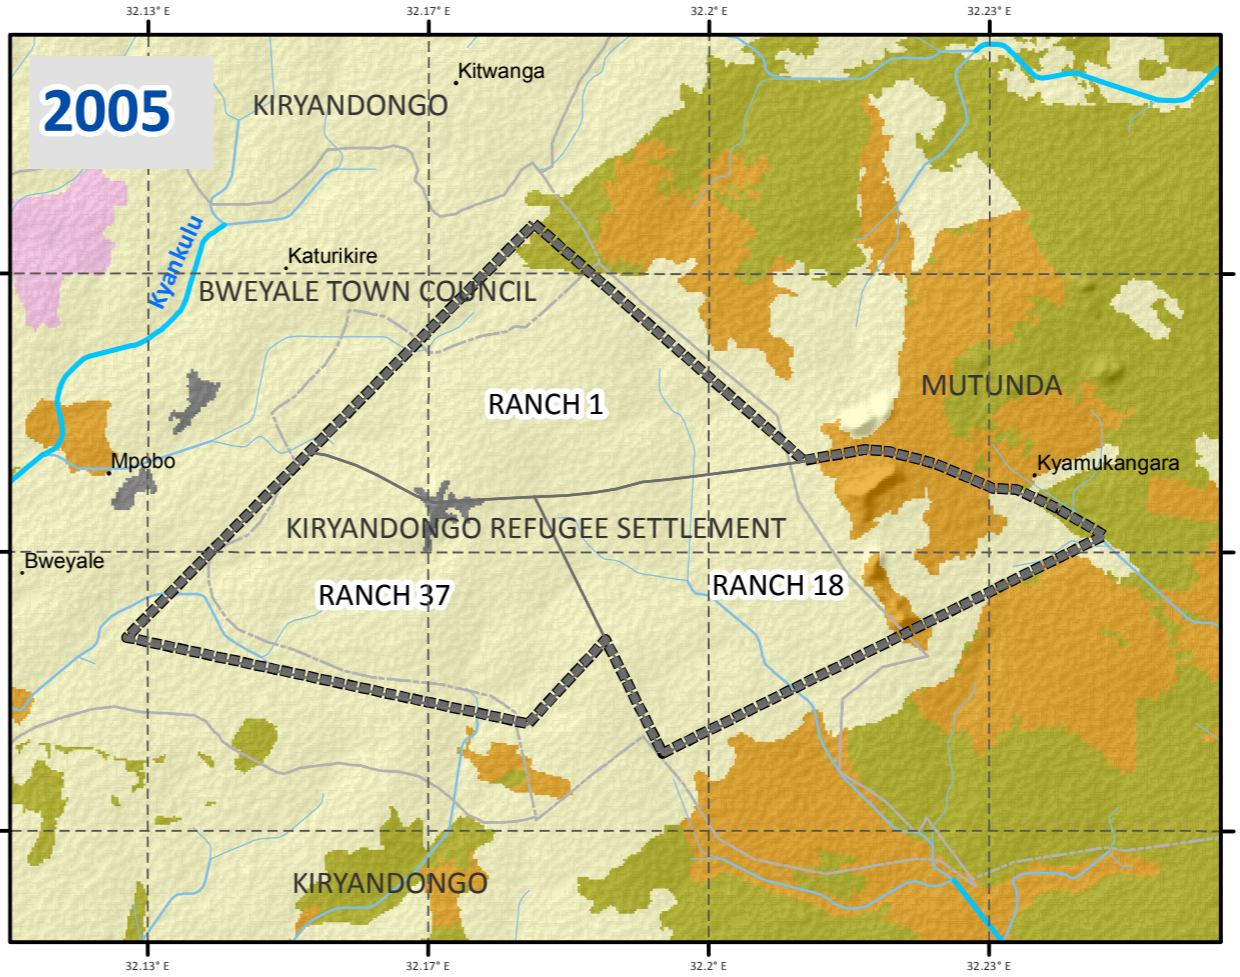 32.13° E
32.17° E
32.2° E
32.23° E
2005
Kitwanga
KIRYANDONGO
Kyankulu
Katurikire
BWEYALE TOWN COUNCIL
MUTUNDA
RANCH 1
Mpobo
Kyamukangara
KIRYANDONGO REFUGEE SETTLEMENT
Bweyale
RANCH 18
RANCH 37
KIRYANDONGO
32.13° E
32.17° E
32.2° E
32.23° E